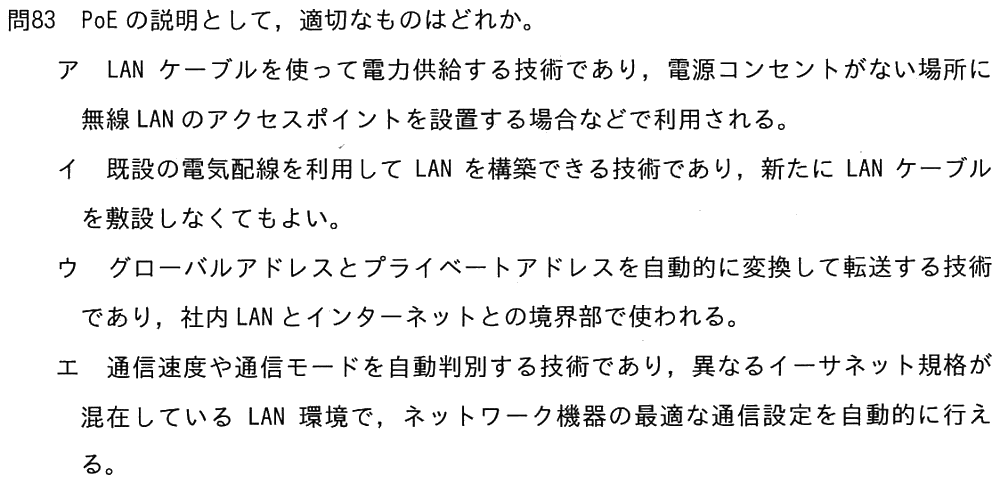 問83 PoE の説明として，適切なものはどれか。
ア LAN ケーブルを使って電力供給する技術であり，電源コンセントがない場所に
無線 LAN のアクセスポイントを設置する場合などで利用される。
イ 既設の電気配線を利用して LAN を構築できる技術であり，新たに LAN ケーブル
を敷設しなくてもよい。
ウ グローバルアドレスとプライベートアドレスを自動的に変換して転送する技術
であり，社内 LAN とインターネットとの境界部で使われる。
エ 通信速度や通信モードを自動判別する技術であり，異なるイーサネット規格が
混在している LAN 環境で，ネットワーク機器の最適な通信設定を自動的に行え
る。